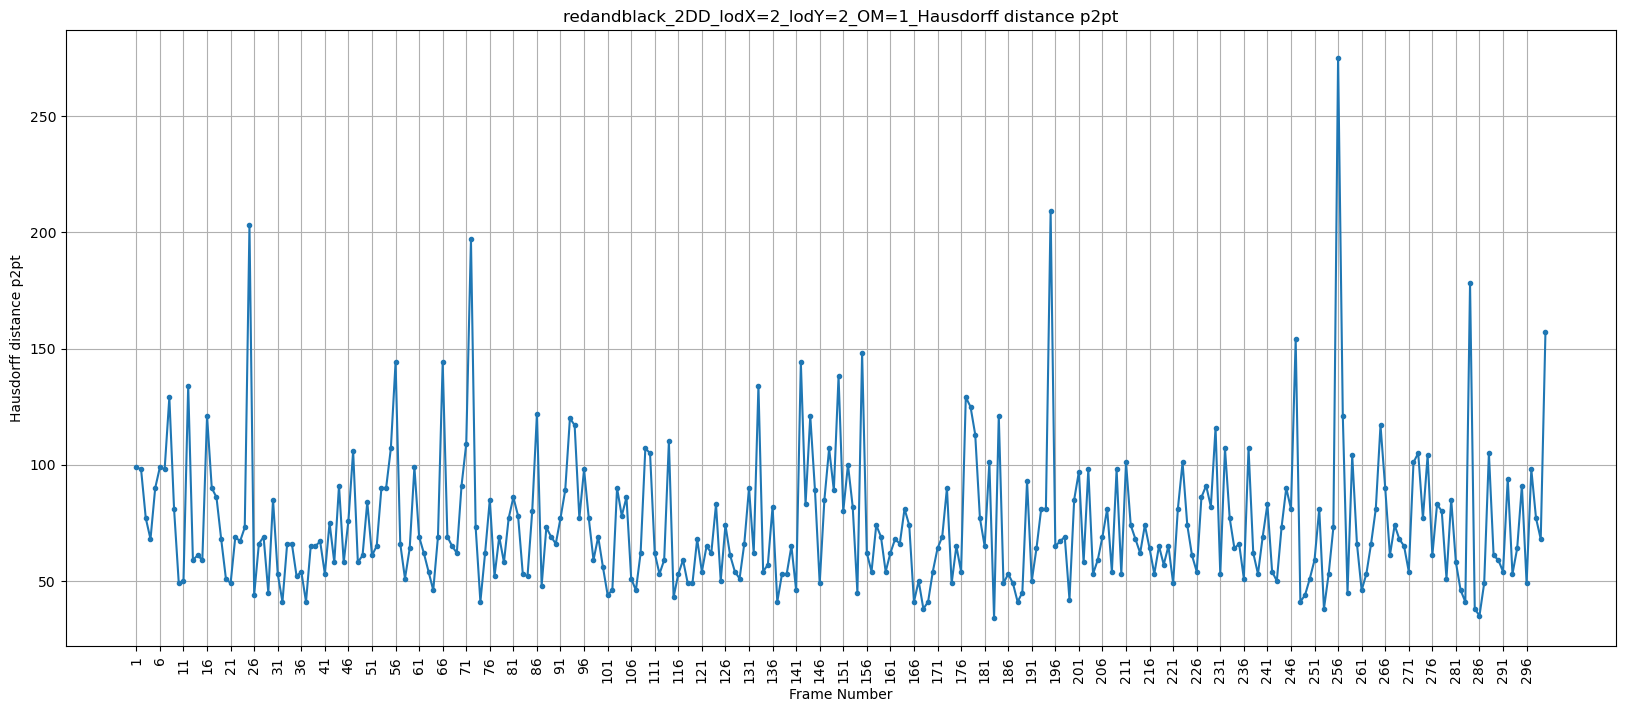 redandblack_2DD_lodX=2_lodY=2_OM=1_Hausdorff distance p2pt
Hausdorff distance p2pt
250
200
150
100
50
1 6 11 16 21 26 31 36 41 46 51 56 61 66 71 76 81 86 91 96 101 106 111 116 121 126 131 136 141 146 151 156 161 166 171 176 181 186 191 196 201 206 211 216 221 226 231 236 241 246 251 256 261 266 271 276 281 286 291 296
Frame Number